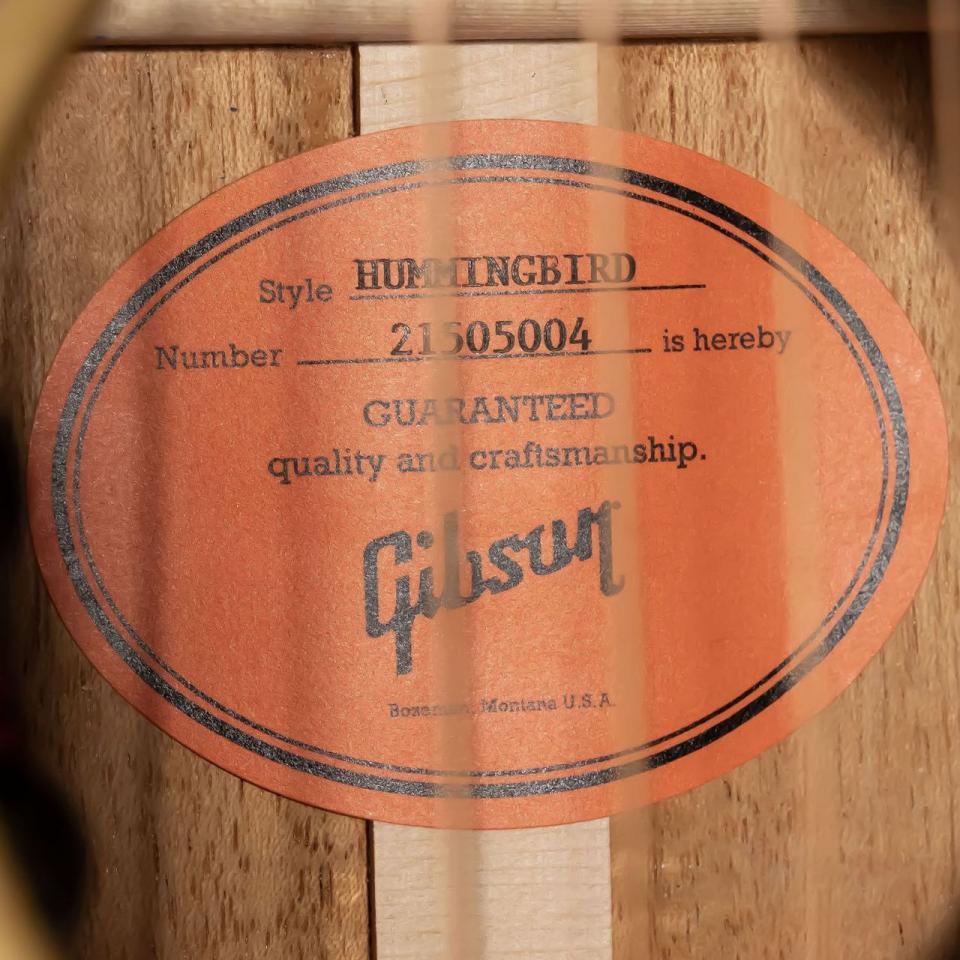 Style HUMMINGBIRD
Number 21505004 is hereby
GUARANTEED
quality and craftsmanship.
Gibson
Bozeman, Montana U.S.A.